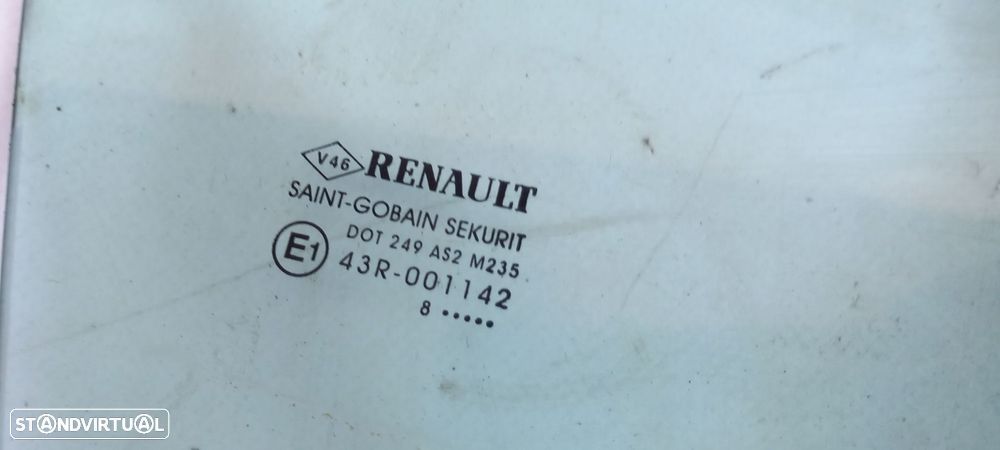 V46 RENAULT
SAINT-GOBAIN SEKURIT
DOT 249 AS2 M235
E1 43R-001142
8 •••••
STANDVIRTUAL